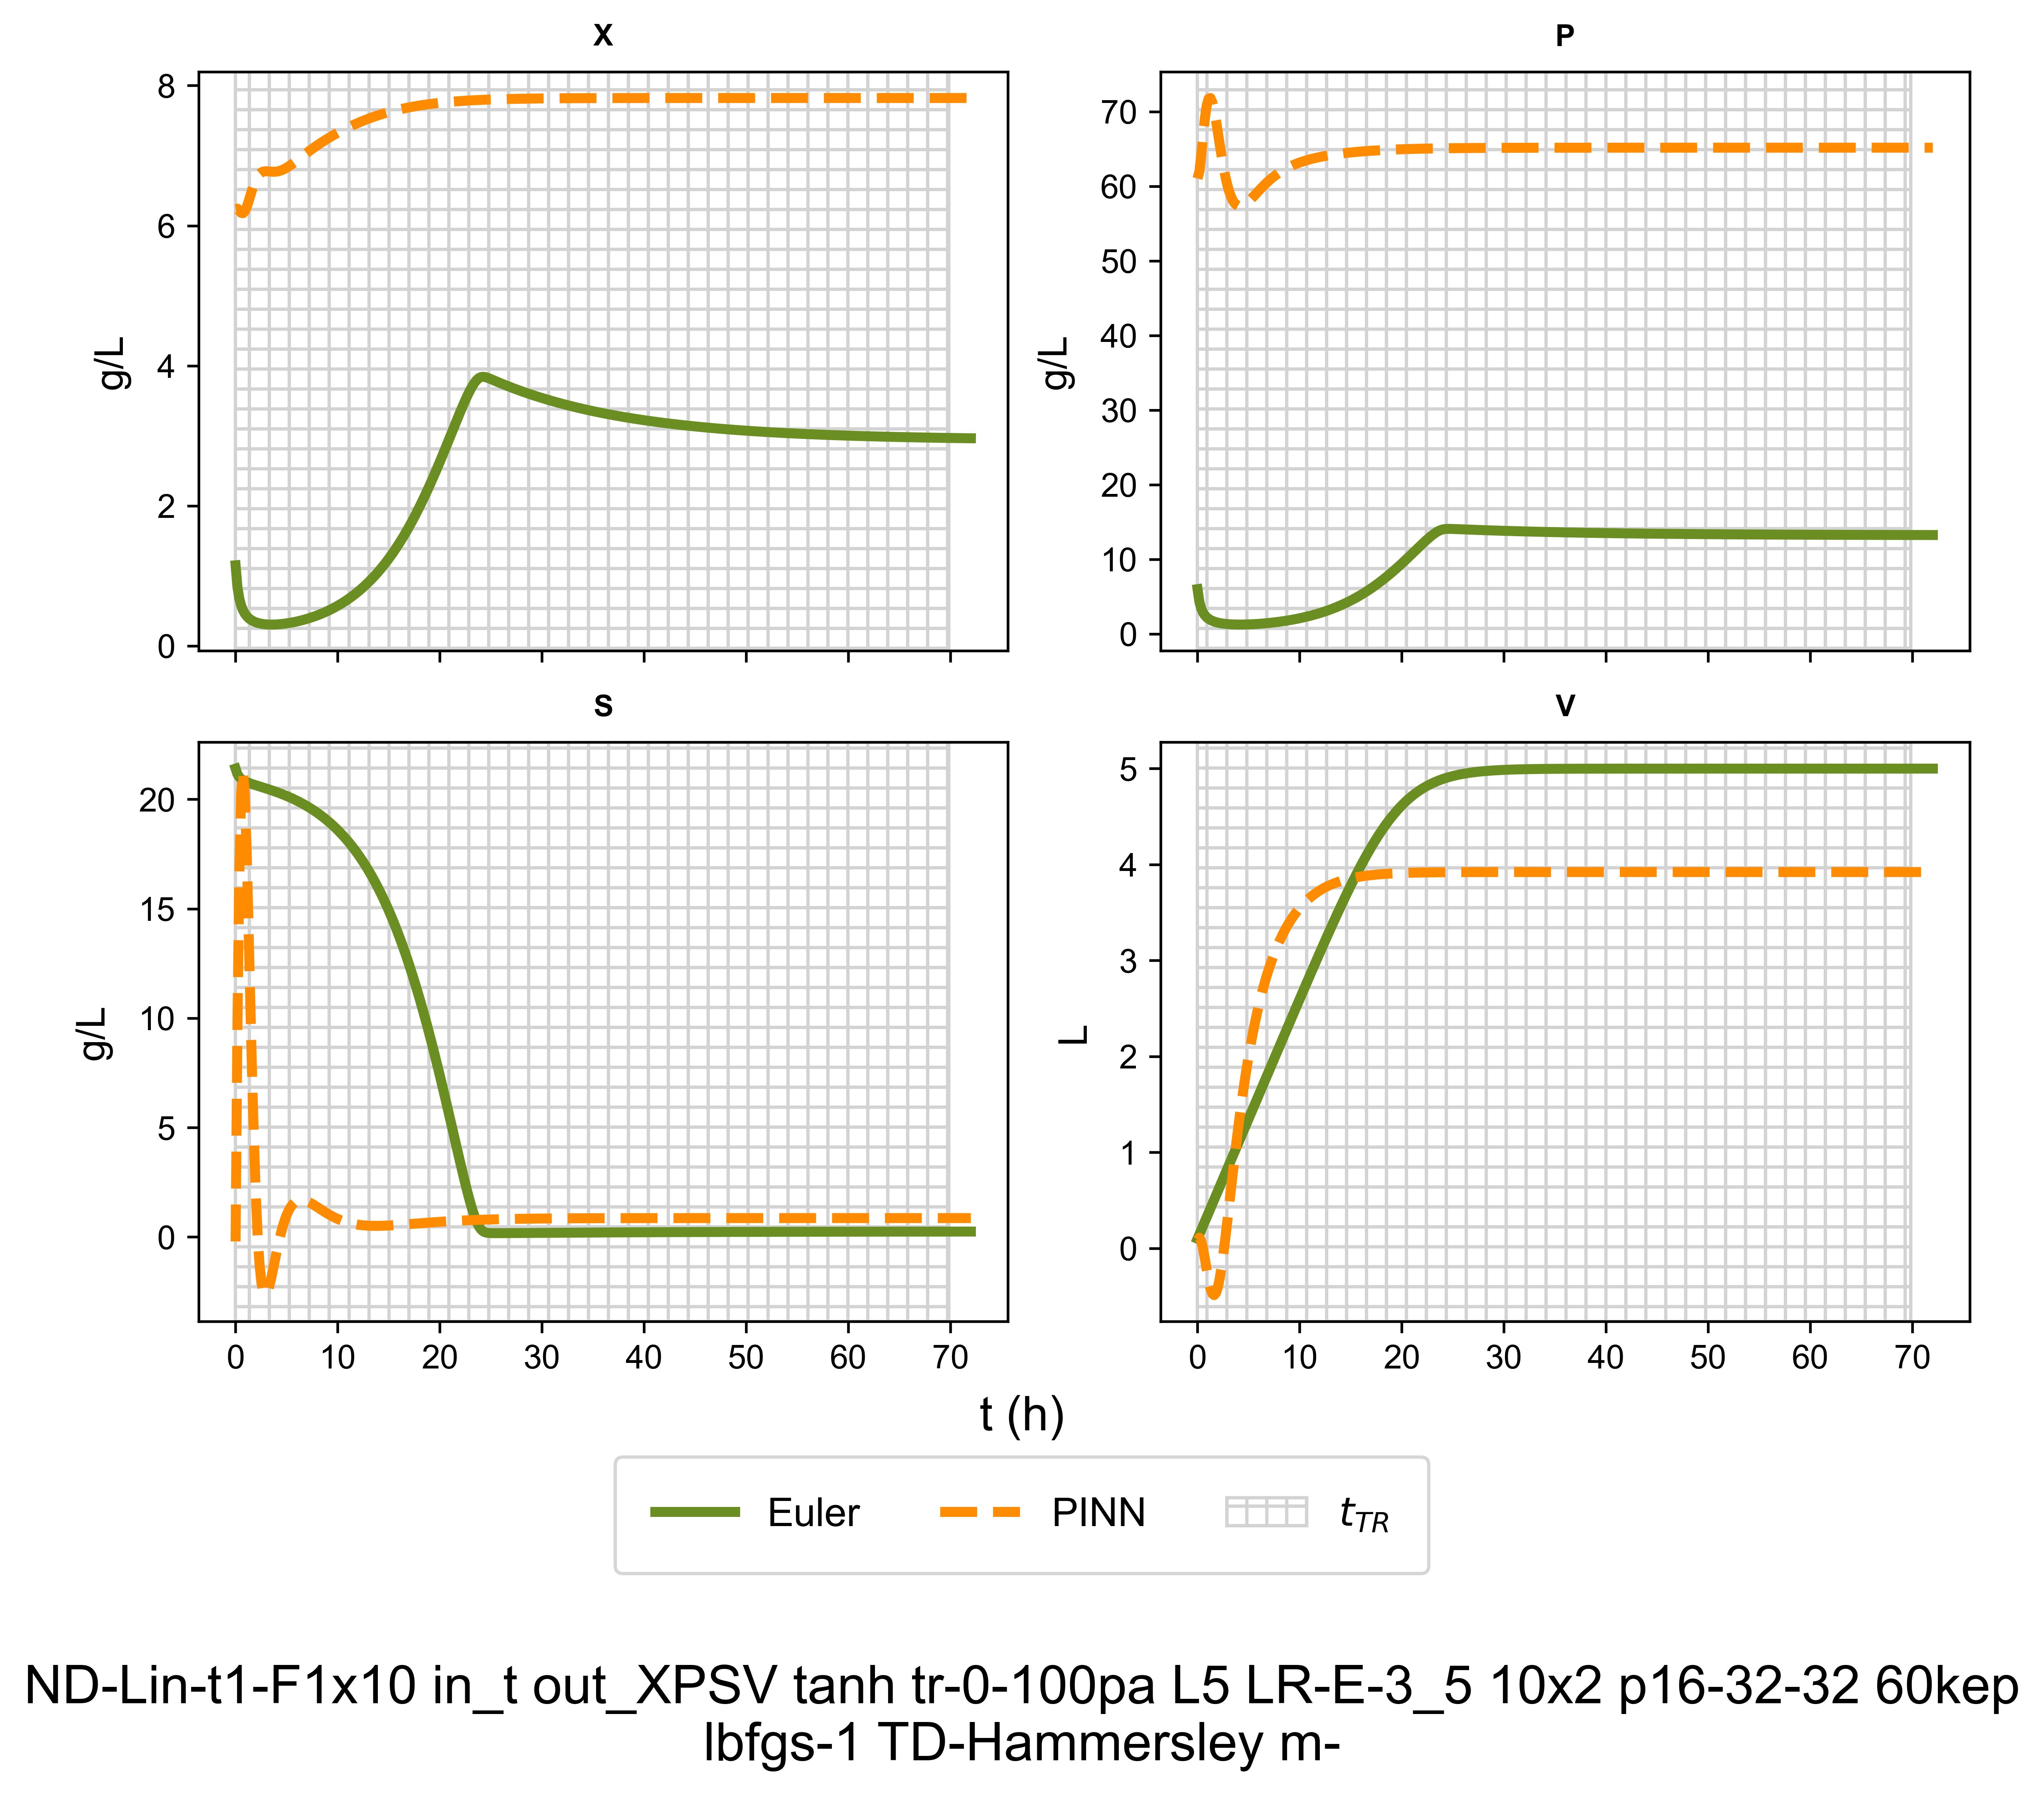 X
P
8
6
4
2
0
g/L
70
60
50
40
30
20
10
0
g/L
S
V
20
15
10
5
0
g/L
0 10 20 30 40 50 60 70
5
4
3
2
1
0
L
0 10 20 30 40 50 60 70
t (h)
Euler PINN t_{TR}
ND-Lin-t1-F1x10 in_t out_XPSV tanh tr-0-100pa L5 LR-E-3_5 10x2 p16-32-32 60kep
lbfgs-1 TD-Hammersley m-